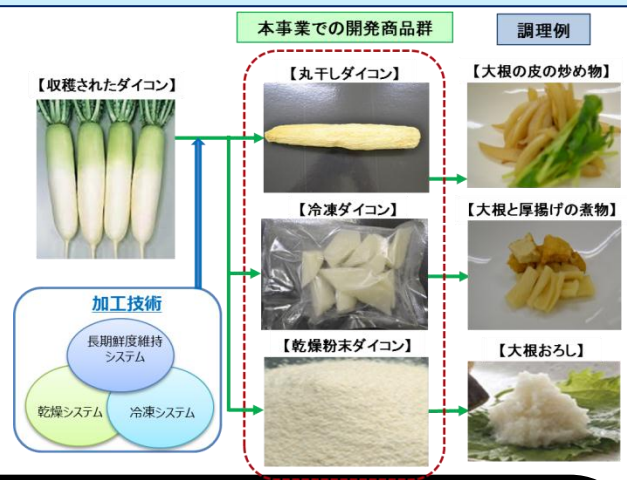 本事業での開発商品群
調理例
【収穫されたダイコン】
【丸干しダイコン】
【大根の皮の炒め物】
【冷凍ダイコン】
【大根と厚揚げの煮物】
加工技術
長期鮮度維持
システム
乾燥システム
冷凍システム
【乾燥粉末ダイコン】
【大根おろし】